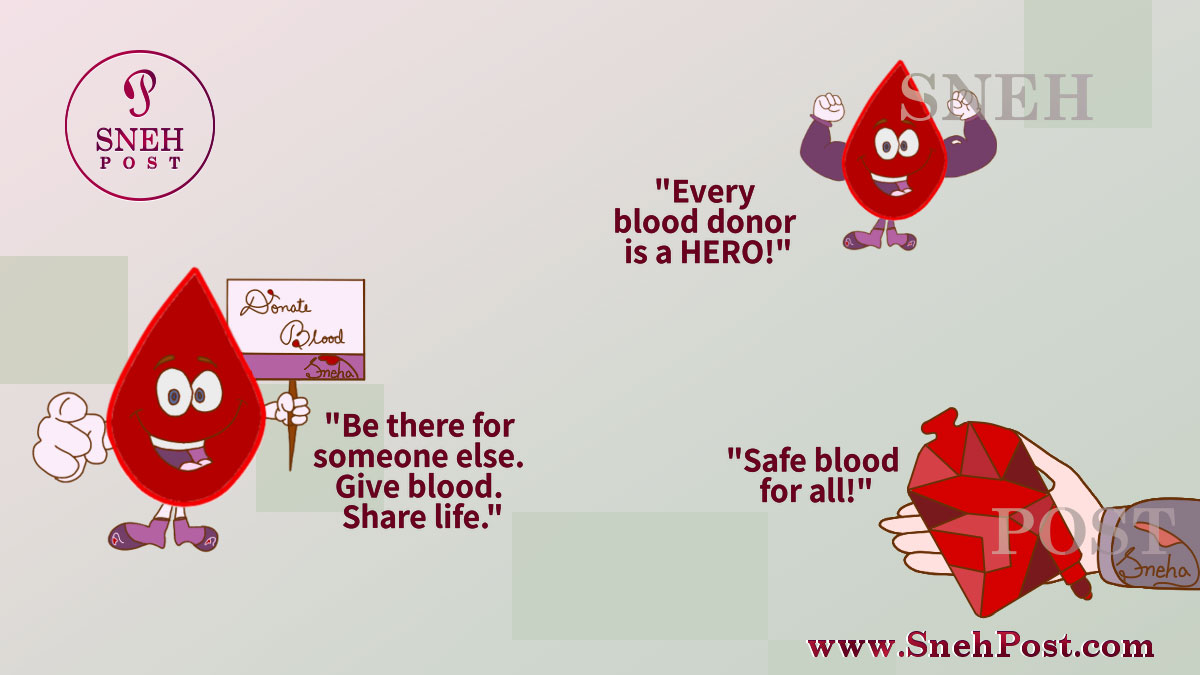 SNEH
POST
SNEH
"Every
blood donor
is a HERO!"
Donate
Blood
Sneha
"Be there for
someone else.
Give blood.
Share life."
"Safe blood
for all!"
POST
Sneha
www.SnehPost.com